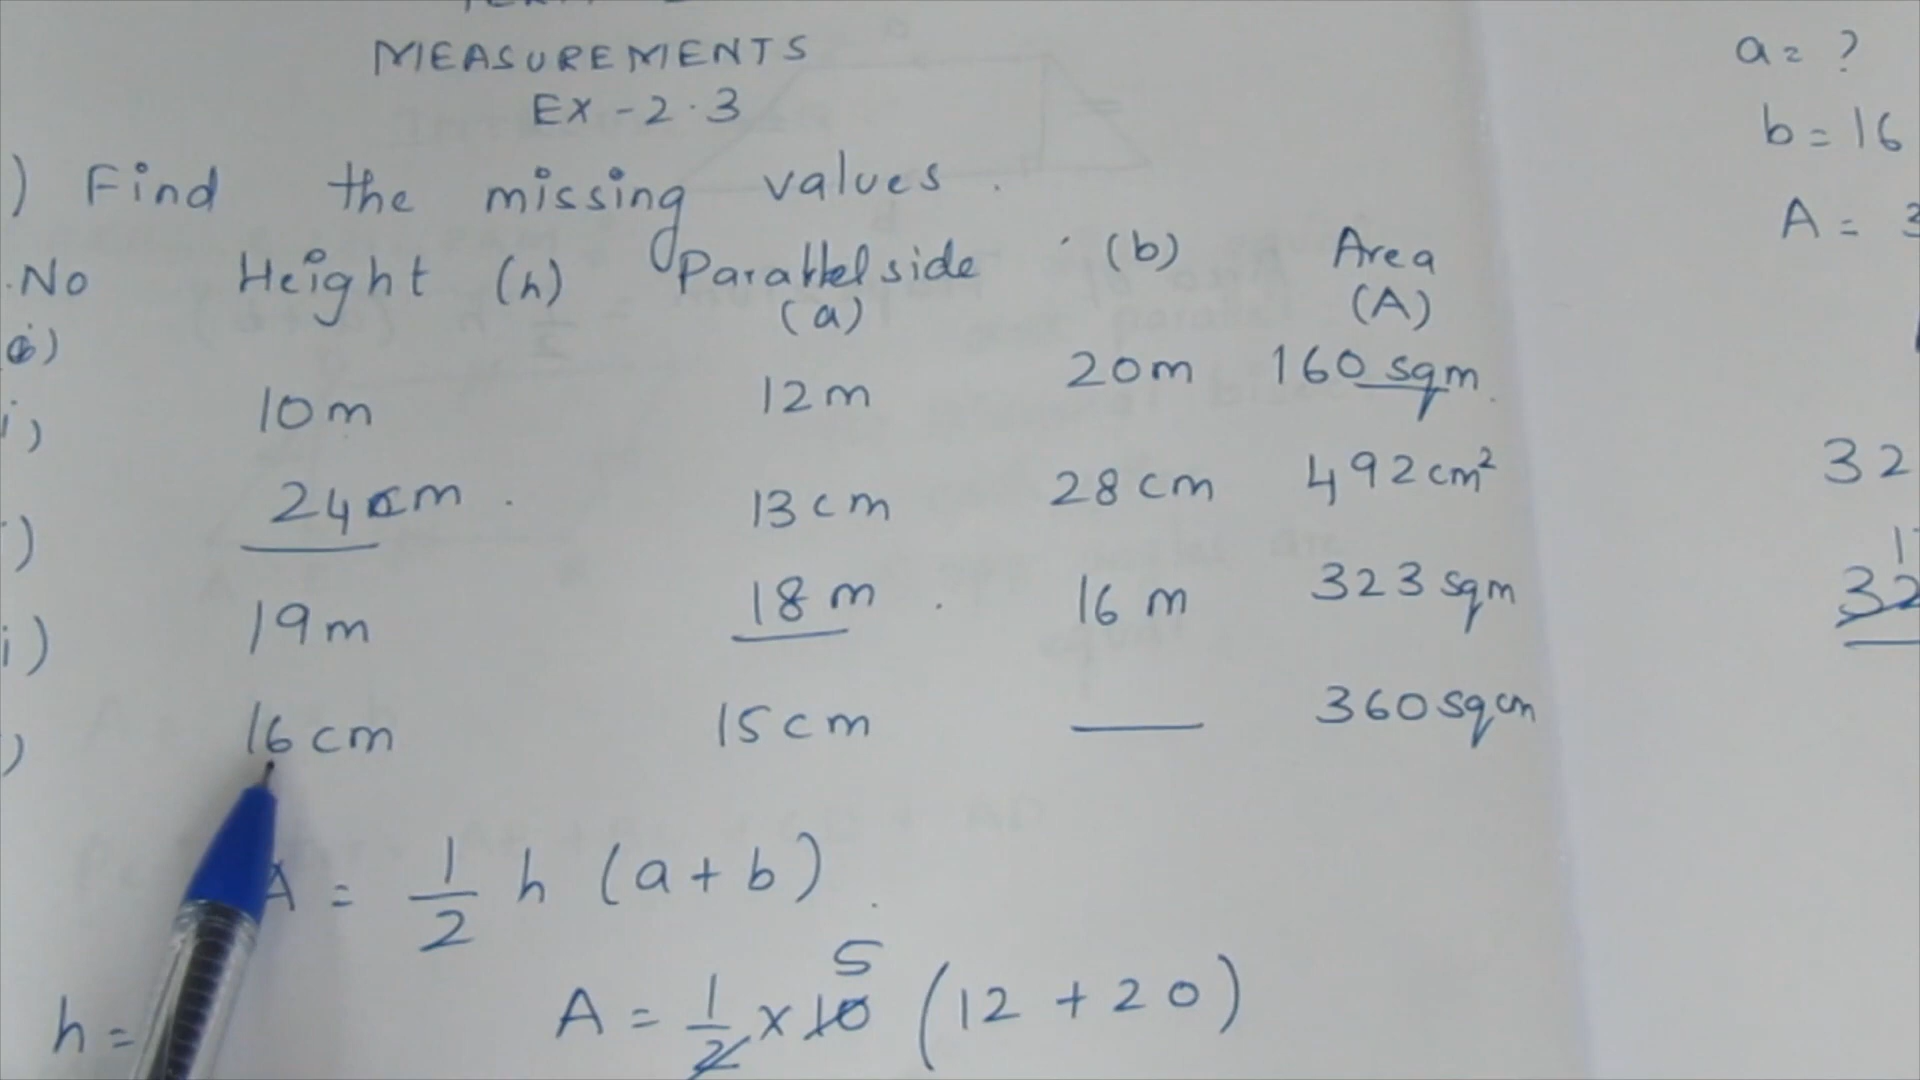 MEASUREMENTS
EX - 2.3
) Find the missing values.
.No Height (h) Parallel side (b) Area
(a) (A)
i)
10m 12m 20m 160 sqm
24cm. 13cm 28cm 492cm²
19m 18m. 16m 323 sqm
16cm 15cm 360 sqcm
A = 1/2 h (a+b)
h = A = 1/2 x 10 5 (12 + 20)
a = ?
b = 16
A = 3
32